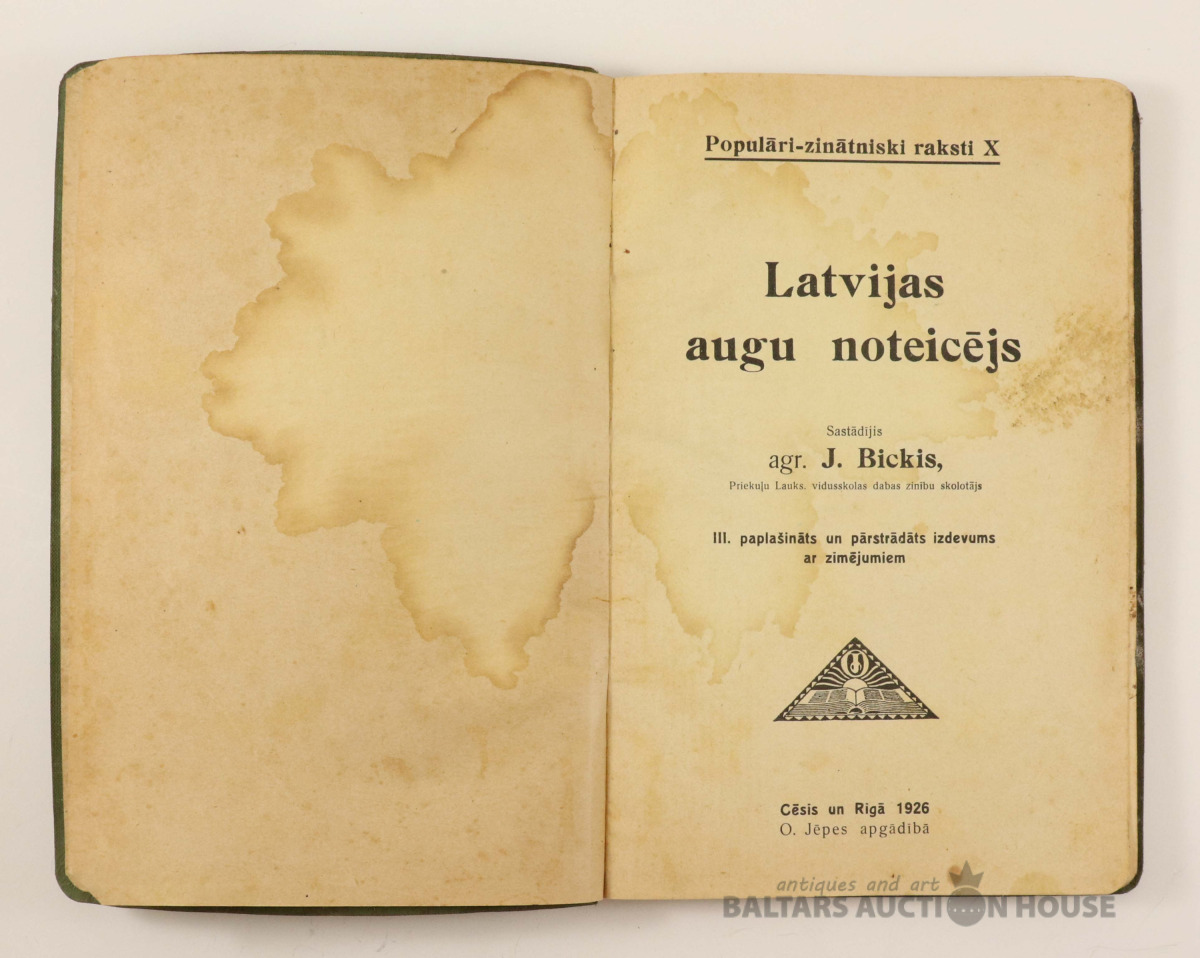 Populāri-zinātniski raksti X
Latvijas
augu noteicējs
Sastādījis
agr. J. Bickis,
Priekuļu Lauks. vidusskolas dabas zinību skolotājs
III. paplašināts un pārstrādāts izdevums
ar zimējumiem
Cēsis un Rīgā 1926
O. Jēpes apgādībā
antiques and art
BALTARS AUCTION HOUSE